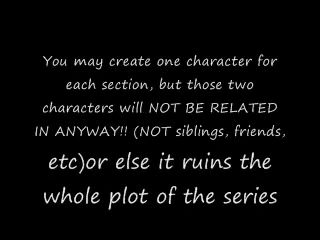 You may create one character for
each section, but those two
characters will NOT BE RELATED
IN ANYWAY!! (NOT siblings, friends,
etc)or else it ruins the
whole plot of the series